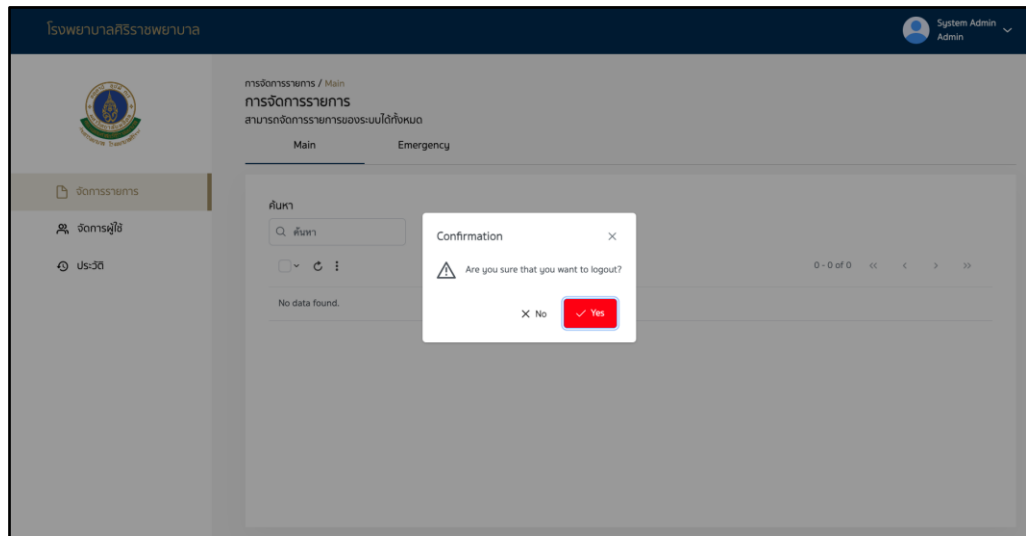 โรงพยาบาลศิริราชพยาบาล
System Admin
Admin
การจัดการรายการ / Main
การจัดการรายการ
สามารถจัดการรายการของระบบได้ทั้งหมด
Main Emergency
จัดการรายการ
จัดการผู้ใช้
ประวัติ
ค้นหา
ค้นหา
0 - 0 of 0
No data found.
Confirmation
Are you sure that you want to logout?
No Yes